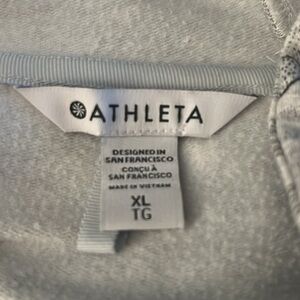 ATHLETA
DESIGNED IN
SAN FRANCISCO
CONÇU À
SAN FRANCISCO
MADE IN VIETNAM
XL
TG